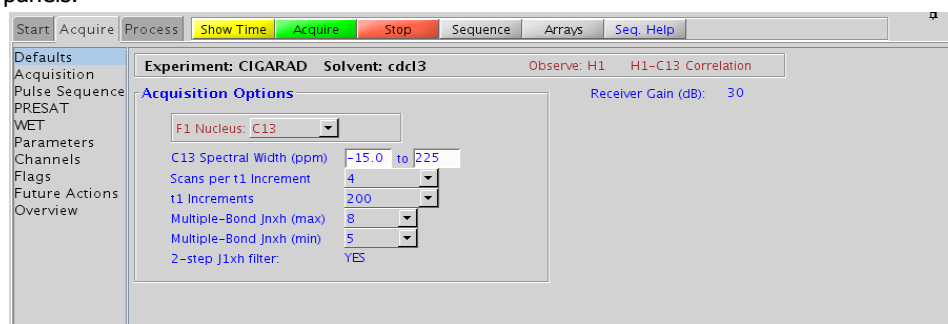 panels.
Start Acquire Process Show Time Acquire Stop Sequence Arrays Seq. Help
Defaults
Acquisition
Pulse Sequence
PRESAT
WET
Parameters
Channels
Flags
Future Actions
Overview
Experiment: CIGARAD Solvent: cdcl3 Observe: H1 H1-C13 Correlation
Acquisition Options
Receiver Gain (dB): 30
F1 Nucleus: C13
C13 Spectral Width (ppm) -15.0 to 225
Scans per t1 Increment 4
t1 Increments 200
Multiple-Bond Jnxh (max) 8
Multiple-Bond Jnxh (min) 5
2-step J1xh filter: YES